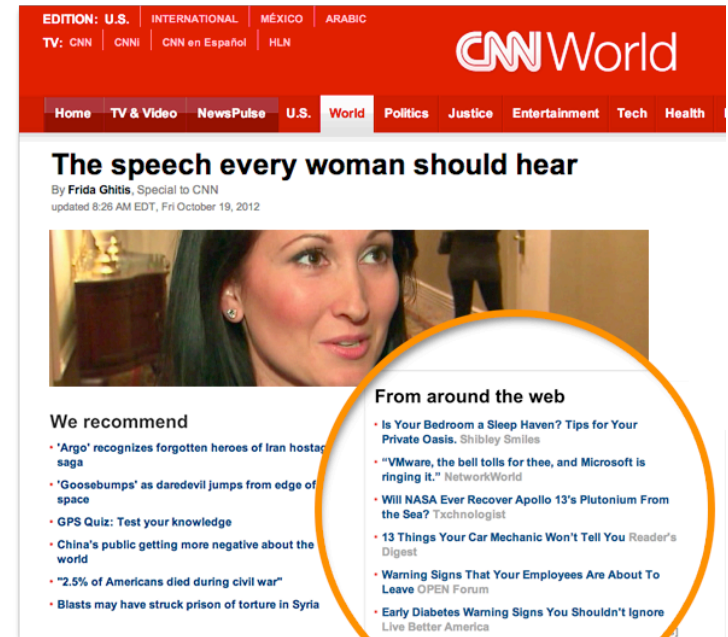 EDITION: U.S. INTERNATIONAL MÉXICO ARABIC
TV: CNN CNNi CNN en Español HLN
CNN World
Home TV & Video NewsPulse U.S. World Politics Justice Entertainment Tech Health
The speech every woman should hear
By Frida Ghitis, Special to CNN
updated 8:26 AM EDT, Fri October 19, 2012
We recommend
'Argo' recognizes forgotten heroes of Iran
saga
'Goosebumps' as daredevil jumps from edge of
space
GPS Quiz: Test your knowledge
China's public getting more negative about the
world
"2.5% of Americans died during civil war"
Blasts may have struck prison of torture in Syria
From around the web
Is Your Bedroom a Sleep Haven? Tips for Your
Private Oasis. Shibley Smiles
“VMware, the bell tolls for thee, and Microsoft is
ringing it.” NetworkWorld
Will NASA Ever Recover Apollo 13's Plutonium From
the Sea? Txchnologist
13 Things Your Car Mechanic Won't Tell You Reader's
Digest
Warning Signs That Your Employees Are About To
Leave OPEN Forum
Early Diabetes Warning Signs You Shouldn't Ignore
Live Better America